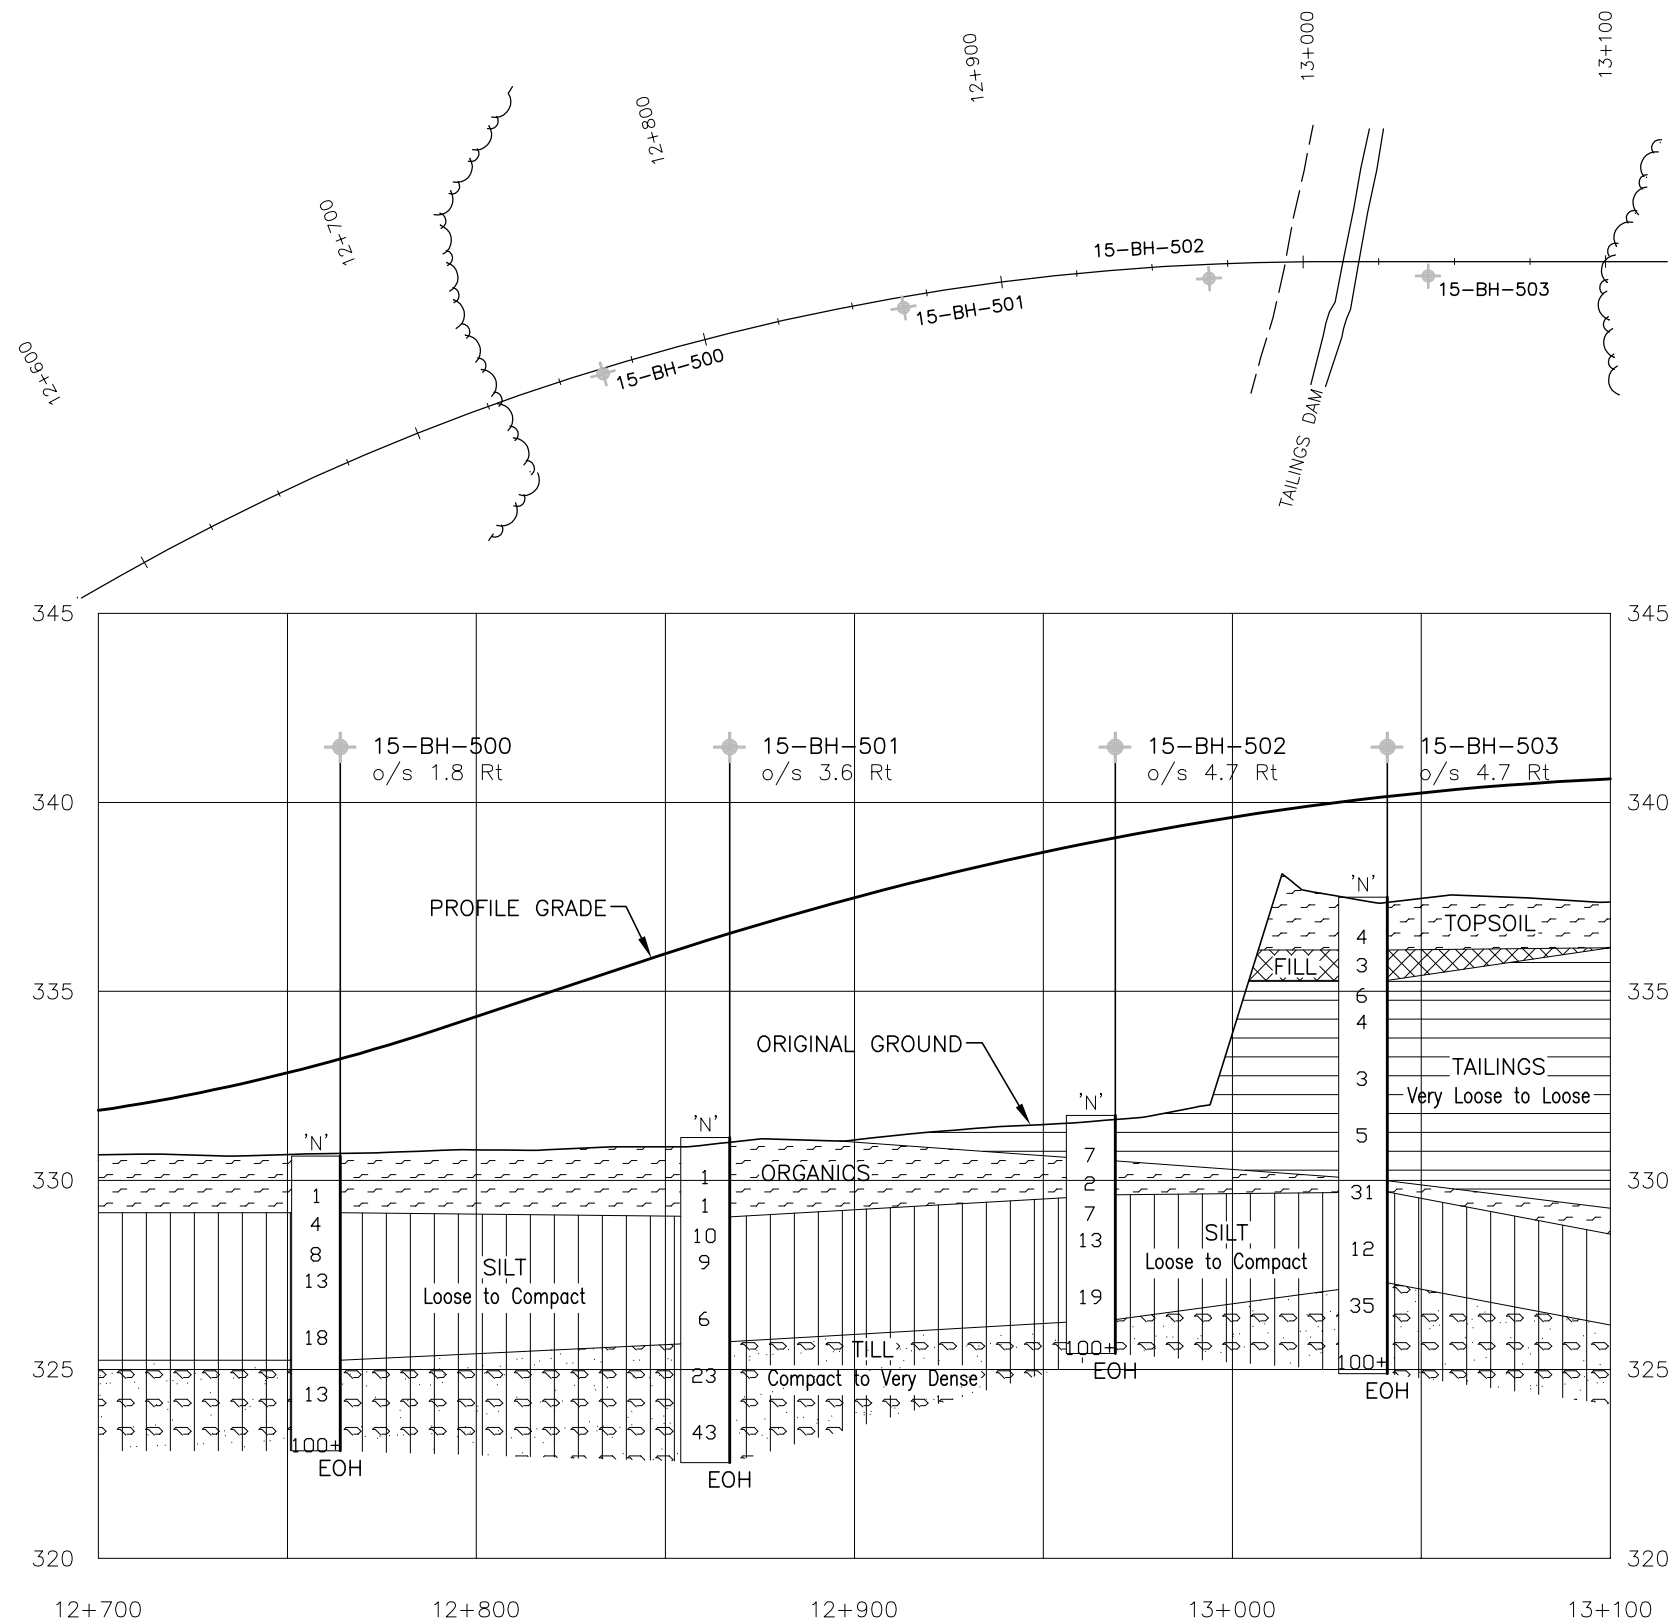 12+600
12+700
12+800
12+900
13+000
13+100
15-BH-500
15-BH-501
15-BH-502
15-BH-503
TAILINGS DAM
345
345
15-BH-500
o/s 1.8 Rt
15-BH-501
o/s 3.6 Rt
15-BH-502
o/s 4.7 Rt
15-BH-503
o/s 4.7 Rt
340
340
PROFILE GRADE
ORIGINAL GROUND
335
335
330
330
325
325
320
320
'N'
1
4
8
13
18
13
100+
EOH
'N'
1
1
10
9
6
23
43
EOH
'N'
7
2
7
13
19
100+
EOH
'N'
4
3
6
4
3
5
31
12
35
100+
EOH
TOPSOIL
FILL
TAILINGS
Very Loose to Loose
ORGANICS
SILT
Loose to Compact
SILT
Loose to Compact
TILL
Compact to Very Dense
12+700
12+800
12+900
13+000
13+100